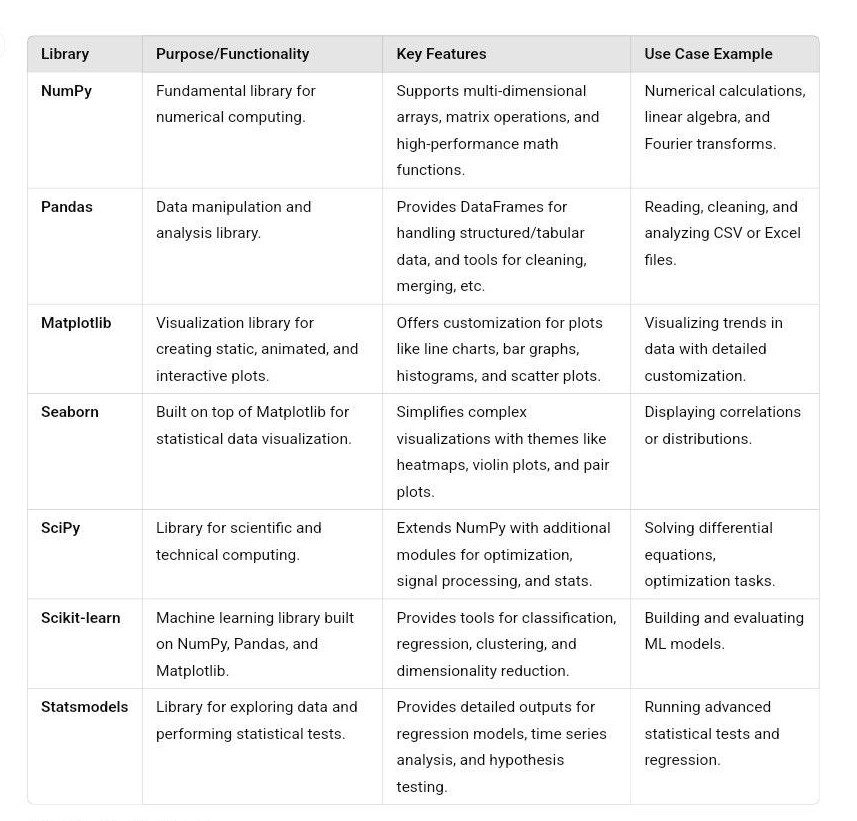 Library
Purpose/Functionality
Key Features
Use Case Example
NumPy
Fundamental library for
numerical computing.
Supports multi-dimensional
arrays, matrix operations, and
high-performance math
functions.
Numerical calculations,
linear algebra, and
Fourier transforms.
Pandas
Data manipulation and
analysis library.
Provides DataFrames for
handling structured/tabular
data, and tools for cleaning,
merging, etc.
Reading, cleaning, and
analyzing CSV or Excel
files.
Matplotlib
Visualization library for
creating static, animated, and
interactive plots.
Offers customization for plots
like line charts, bar graphs,
histograms, and scatter plots.
Visualizing trends in
data with detailed
customization.
Seaborn
Built on top of Matplotlib for
statistical data visualization.
Simplifies complex
visualizations with themes like
heatmaps, violin plots, and pair
plots.
Displaying correlations
or distributions.
SciPy
Library for scientific and
technical computing.
Extends NumPy with additional
modules for optimization,
signal processing, and stats.
Solving differential
equations,
optimization tasks.
Scikit-learn
Machine learning library built
on NumPy, Pandas, and
Matplotlib.
Provides tools for classification,
regression, clustering, and
dimensionality reduction.
Building and evaluating
ML models.
Statsmodels
Library for exploring data and
performing statistical tests.
Provides detailed outputs for
regression models, time series
analysis, and hypothesis
testing.
Running advanced
statistical tests and
regression.